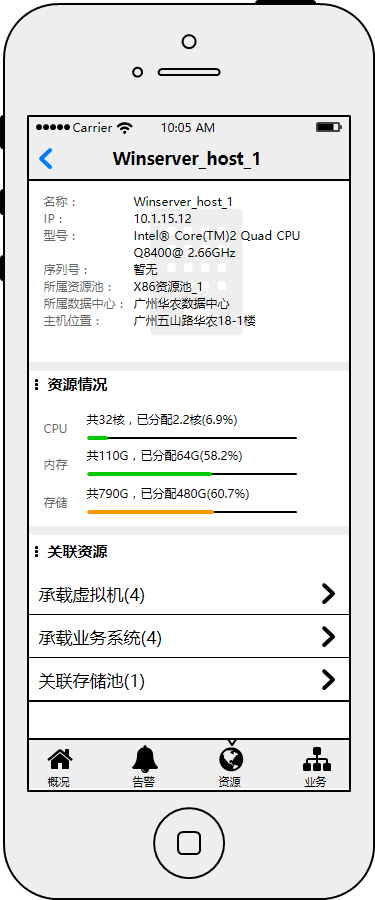 Carrier 10:05 AM
Winserver_host_1
名称： Winserver_host_1
IP： 10.1.15.12
型号： Intel® Core(TM)2 Quad CPU
Q8400@ 2.66GHz
序列号： 暂无
所属资源池： X86资源池_1
所属数据中心： 广州华农数据中心
主机位置： 广州五山路华农18-1楼
资源情况
共32核，已分配2.2核(6.9%)
CPU
共110G，已分配64G(58.2%)
内存
共790G，已分配480G(60.7%)
存储
关联资源
承载虚拟机(4)
承载业务系统(4)
关联存储池(1)
概况 告警 资源 业务